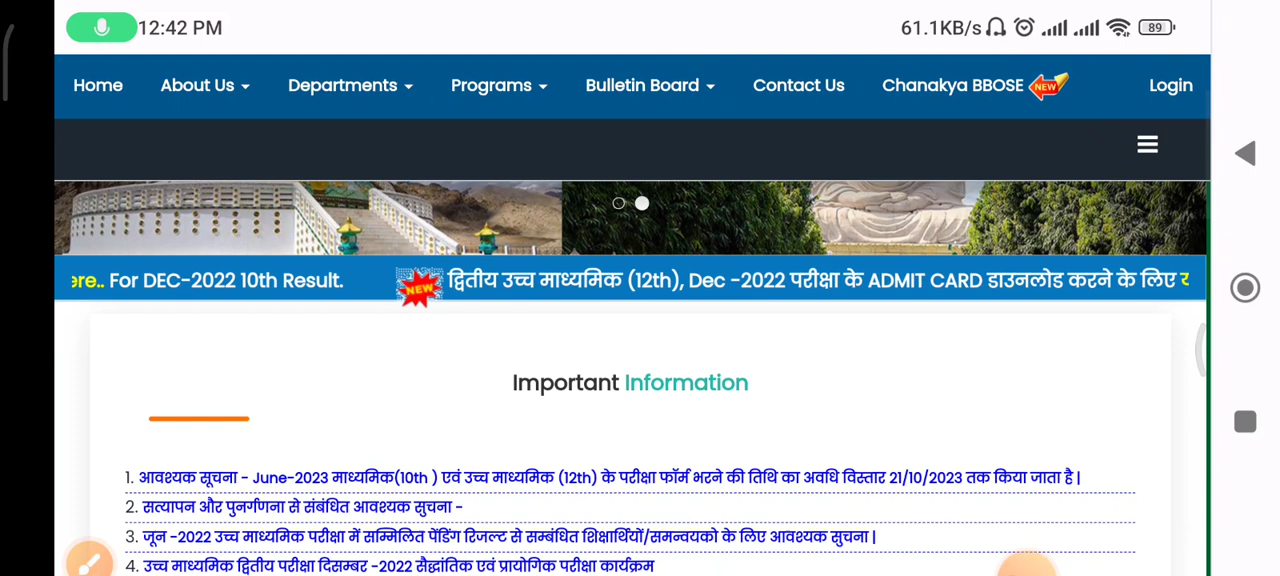 12:42 PM
61.1KB/s
89
Home About Us Departments Programs Bulletin Board Contact Us Chanakya BBOSE NEW Login
ere.. For DEC-2022 10th Result. NEW द्वितीय उच्च माध्यमिक (12th), Dec -2022 परीक्षा के ADMIT CARD डाउनलोड करने के लिए
Important Information
1. आवश्यक सूचना - June-2023 माध्यमिक(10th ) एवं उच्च माध्यमिक (12th) के परीक्षा फॉर्म भरने की तिथि का अवधि विस्तार 21/10/2023 तक किया जाता है |
2. सत्यापन और पुनर्गणना से संबंधित आवश्यक सुचना -
3. जून -2022 उच्च माध्यमिक परीक्षा में सम्मिलित पेंडिंग रिजल्ट से सम्बंधित शिक्षार्थियों/समन्वयको के लिए आवश्यक सुचना |
4. उच्च माध्यमिक द्वितीय परीक्षा दिसम्बर -2022 सैद्धांतिक एवं प्रायोगिक परीक्षा कार्यक्रम